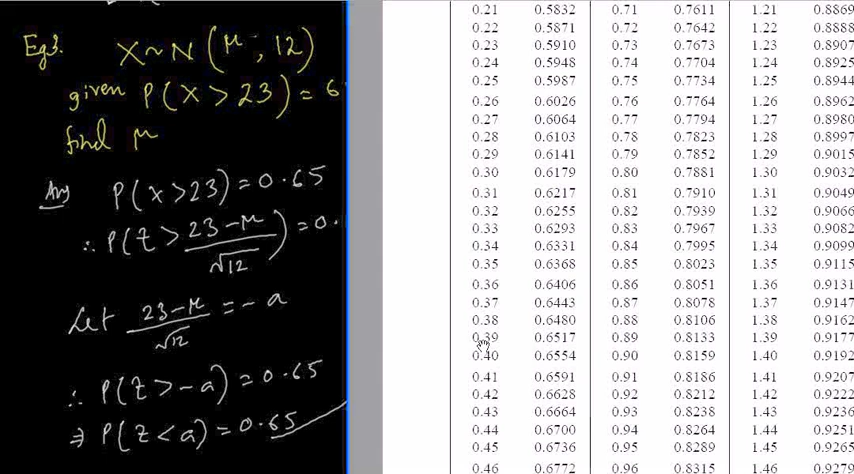 Eg3. X ~ N ( μ , 12 )
given P ( X > 23 ) = 6
find μ
Ans P ( X > 23 ) = 0.65
∴ P ( Z > 23 - μ / √12 ) = 0.
Let 23 - μ / √12 = - a
∴ P ( Z > - a ) = 0.65
⇒ P ( Z < a ) = 0.65
0.21 0.5832 0.71 0.7611 1.21 0.8869
0.22 0.5871 0.72 0.7642 1.22 0.8888
0.23 0.5910 0.73 0.7673 1.23 0.8907
0.24 0.5948 0.74 0.7704 1.24 0.8925
0.25 0.5987 0.75 0.7734 1.25 0.8944
0.26 0.6026 0.76 0.7764 1.26 0.8962
0.27 0.6064 0.77 0.7794 1.27 0.8980
0.28 0.6103 0.78 0.7823 1.28 0.8997
0.29 0.6141 0.79 0.7852 1.29 0.9015
0.30 0.6179 0.80 0.7881 1.30 0.9032
0.31 0.6217 0.81 0.7910 1.31 0.9049
0.32 0.6255 0.82 0.7939 1.32 0.9066
0.33 0.6293 0.83 0.7967 1.33 0.9082
0.34 0.6331 0.84 0.7995 1.34 0.9099
0.35 0.6368 0.85 0.8023 1.35 0.9115
0.36 0.6406 0.86 0.8051 1.36 0.9131
0.37 0.6443 0.87 0.8078 1.37 0.9147
0.38 0.6480 0.88 0.8106 1.38 0.9162
0.39 0.6517 0.89 0.8133 1.39 0.9177
0.40 0.6554 0.90 0.8159 1.40 0.9192
0.41 0.6591 0.91 0.8186 1.41 0.9207
0.42 0.6628 0.92 0.8212 1.42 0.9222
0.43 0.6664 0.93 0.8238 1.43 0.9236
0.44 0.6700 0.94 0.8264 1.44 0.9251
0.45 0.6736 0.95 0.8289 1.45 0.9265
0.46 0.6772 0.96 0.8315 1.46 0.9279